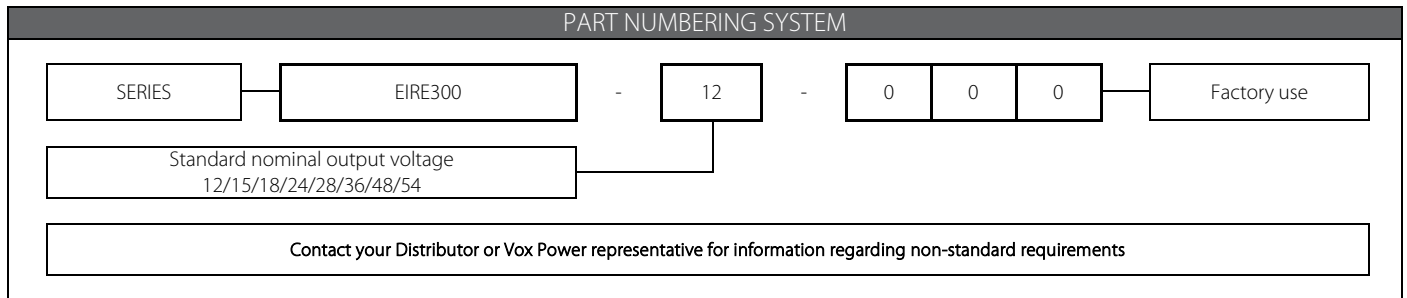 PART NUMBERING SYSTEM
SERIES EIRE300 - 12 - 0 0 0 Factory use
Standard nominal output voltage
12/15/18/24/28/36/48/54
Contact your Distributor or Vox Power representative for information regarding non-standard requirements